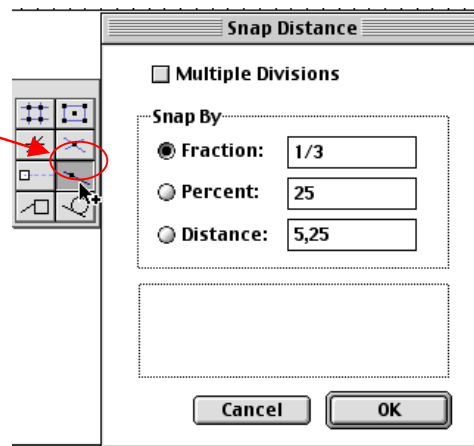 Snap Distance
Multiple Divisions
Snap By
Fraction: 1/3
Percent: 25
Distance: 5,25
Cancel OK